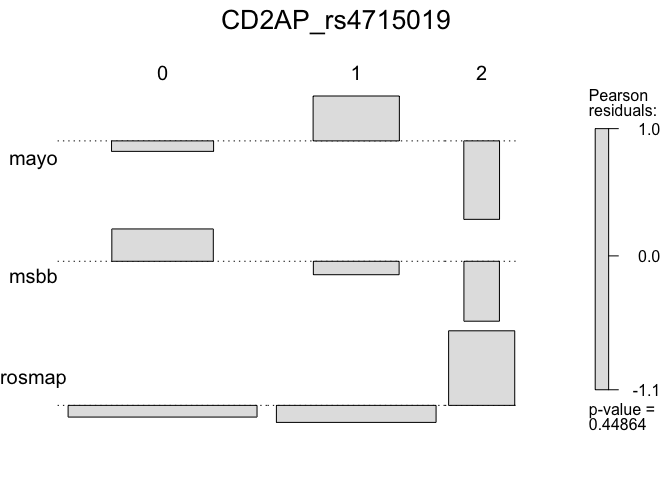 CD2AP_rs4715019
0 1 2
mayo
msbb
rosmap
Pearson
residuals:
1.0
0.0
-1.1
p-value =
0.44864